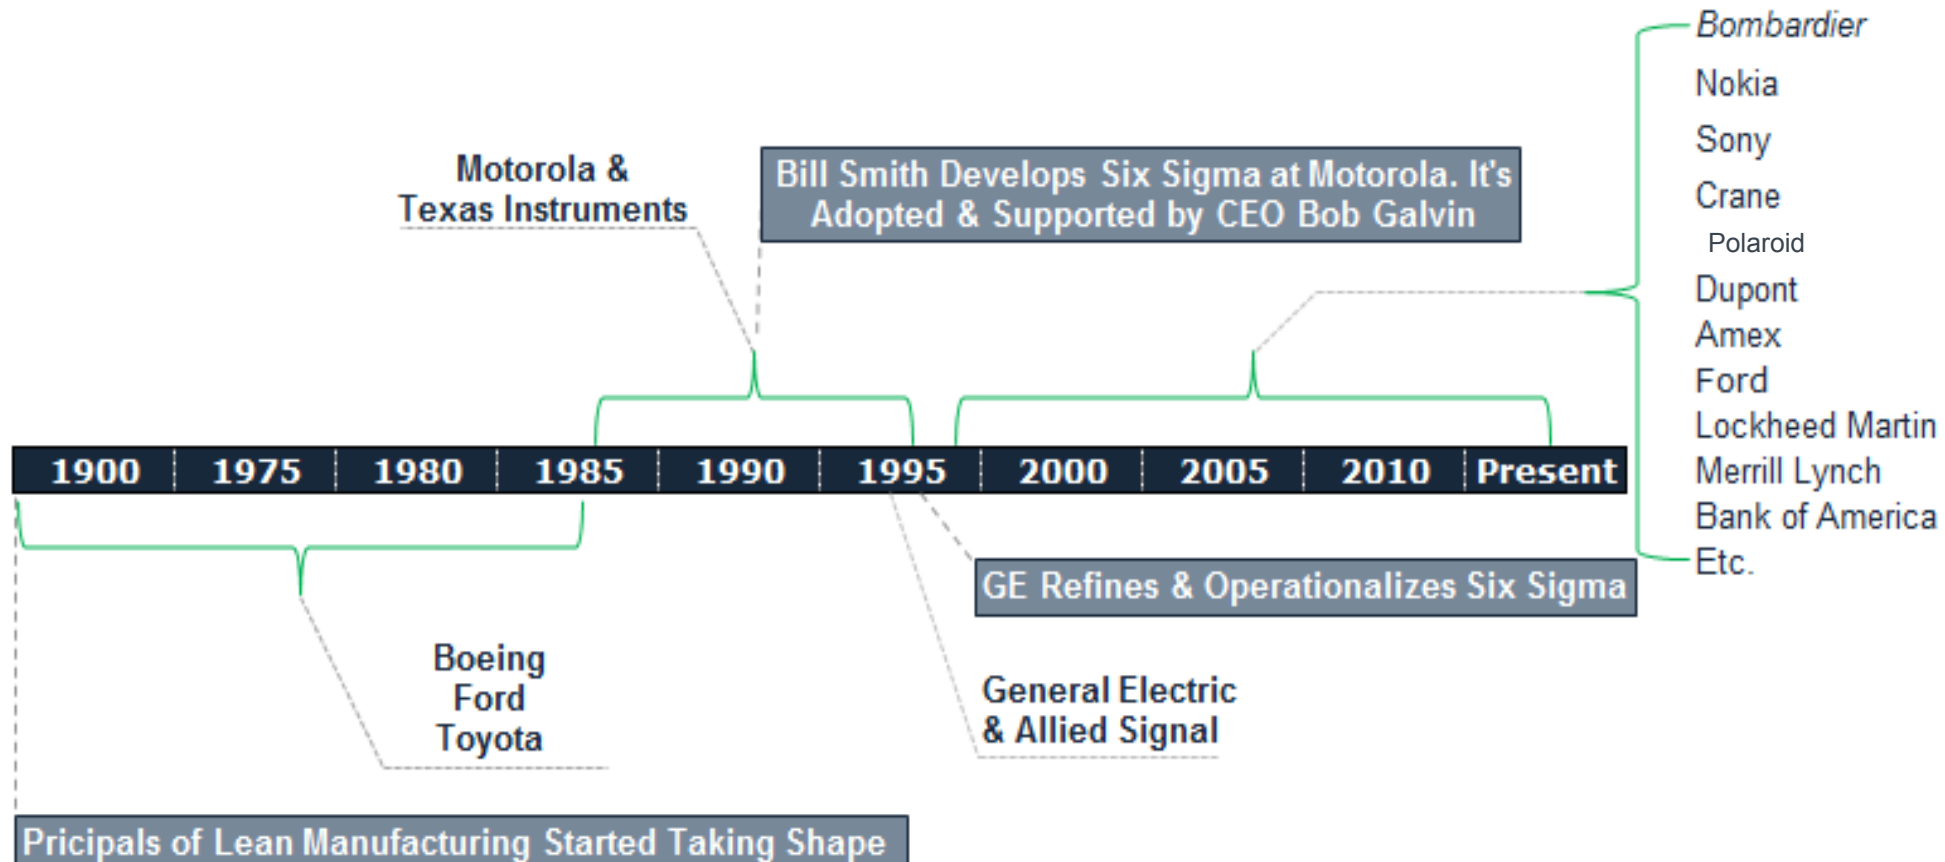 Bombardier
Nokia
Sony
Crane
Polaroid
Dupont
Amex
Ford
Lockheed Martin
Merrill Lynch
Bank of America
Etc.
Motorola &
Texas Instruments
Bill Smith Develops Six Sigma at Motorola. It's
Adopted & Supported by CEO Bob Galvin
1900 1975 1980 1985 1990 1995 2000 2005 2010 Present
GE Refines & Operationalizes Six Sigma
Boeing
Ford
Toyota
General Electric
& Allied Signal
Pricipals of Lean Manufacturing Started Taking Shape